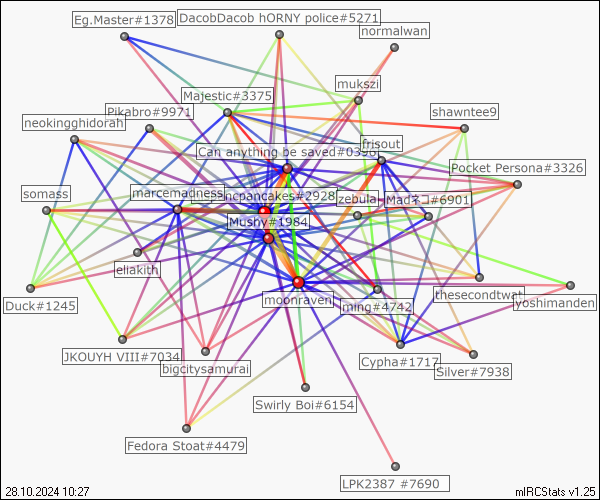 Eg.Master#1378
DacobDacob hORNY police#5271
normalwan
mukszi
Majestic#3375
Pikabro#9971
shawntee9
neokingghidorah
frisout
Can anything be saved#0396
Pocket Persona#3326
somass
marcemadness
ncpancakes#2928
zebula
Madネコ#6901
Mushy#1984
eliakith
moonraven
ming#4742
thesecondtwat
yoshimanden
Duck#1245
JKOUYH VIII#7034
bigcitysamurai
Cypha#1717
Silver#7938
Swirly Boi#6154
Fedora Stoat#4479
LPK2387 #7690
28.10.2024 10:27
mIRCStats v1.25